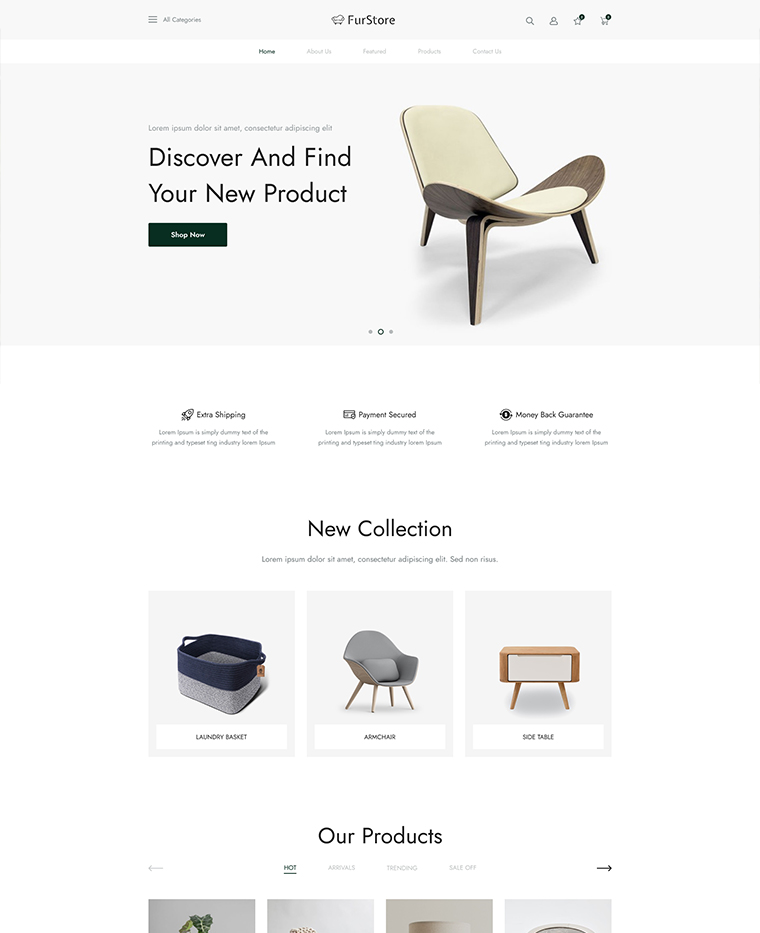 All Categories
FurStore
Home
About Us
Featured
Products
Contact Us
Lorem ipsum dolor sit amet, consectetur adipiscing elit
Discover And Find
Your New Product
Shop Now
Extra Shipping
Lorem Ipsum is simply dummy text of the
printing and typeset ting industry lorem Ipsum
Payment Secured
Lorem Ipsum is simply dummy text of the
printing and typeset ting industry lorem Ipsum
Money Back Guarantee
Lorem Ipsum is simply dummy text of the
printing and typeset ting industry lorem Ipsum
New Collection
Lorem ipsum dolor sit amet, consectetur adipiscing elit. Sed non risus.
LAUNDRY BASKET
ARMCHAIR
SIDE TABLE
Our Products
HOT
ARRIVALS
TRENDING
SALE OFF